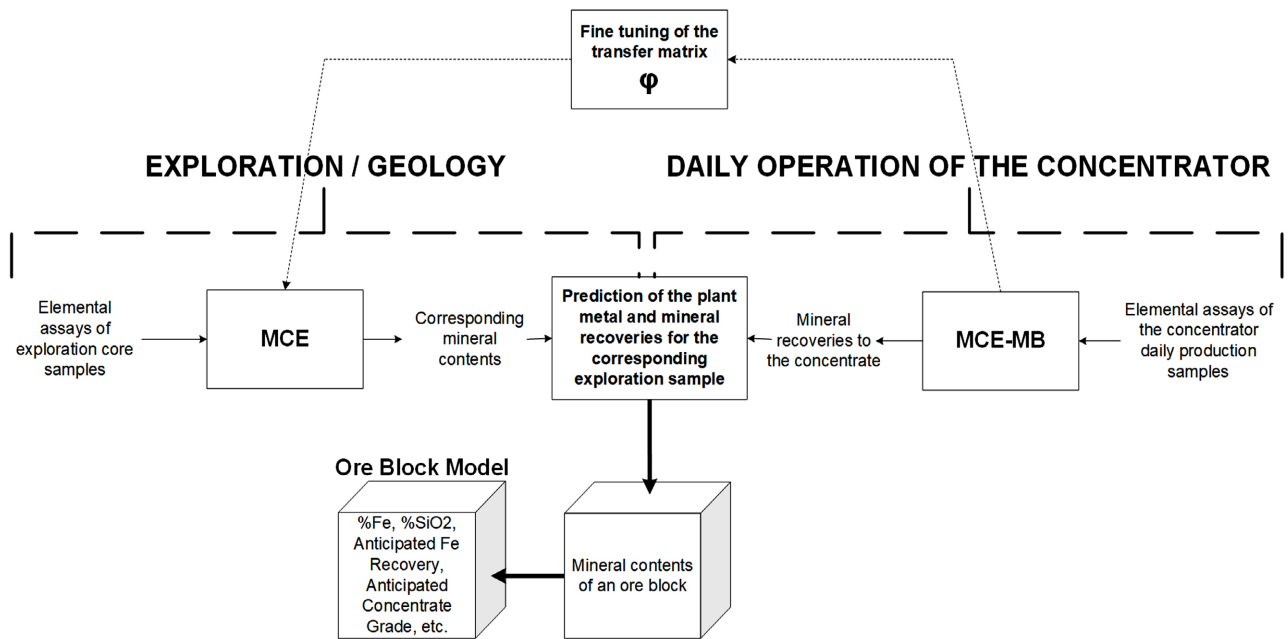 Fine tuning of the
transfer matrix
φ
EXPLORATION / GEOLOGY
DAILY OPERATION OF THE CONCENTRATOR
Elemental
assays of
exploration core
samples
MCE
Corresponding
mineral
contents
Prediction of the plant
metal and mineral
recoveries for the
corresponding
exploration sample
Mineral
recoveries to
the concentrate
MCE-MB
Elemental assays of
the concentrator
daily production
samples
Ore Block Model
%Fe, %SiO2,
Anticipated Fe
Recovery,
Anticipated
Concentrate
Grade, etc.
Mineral contents
of an ore block